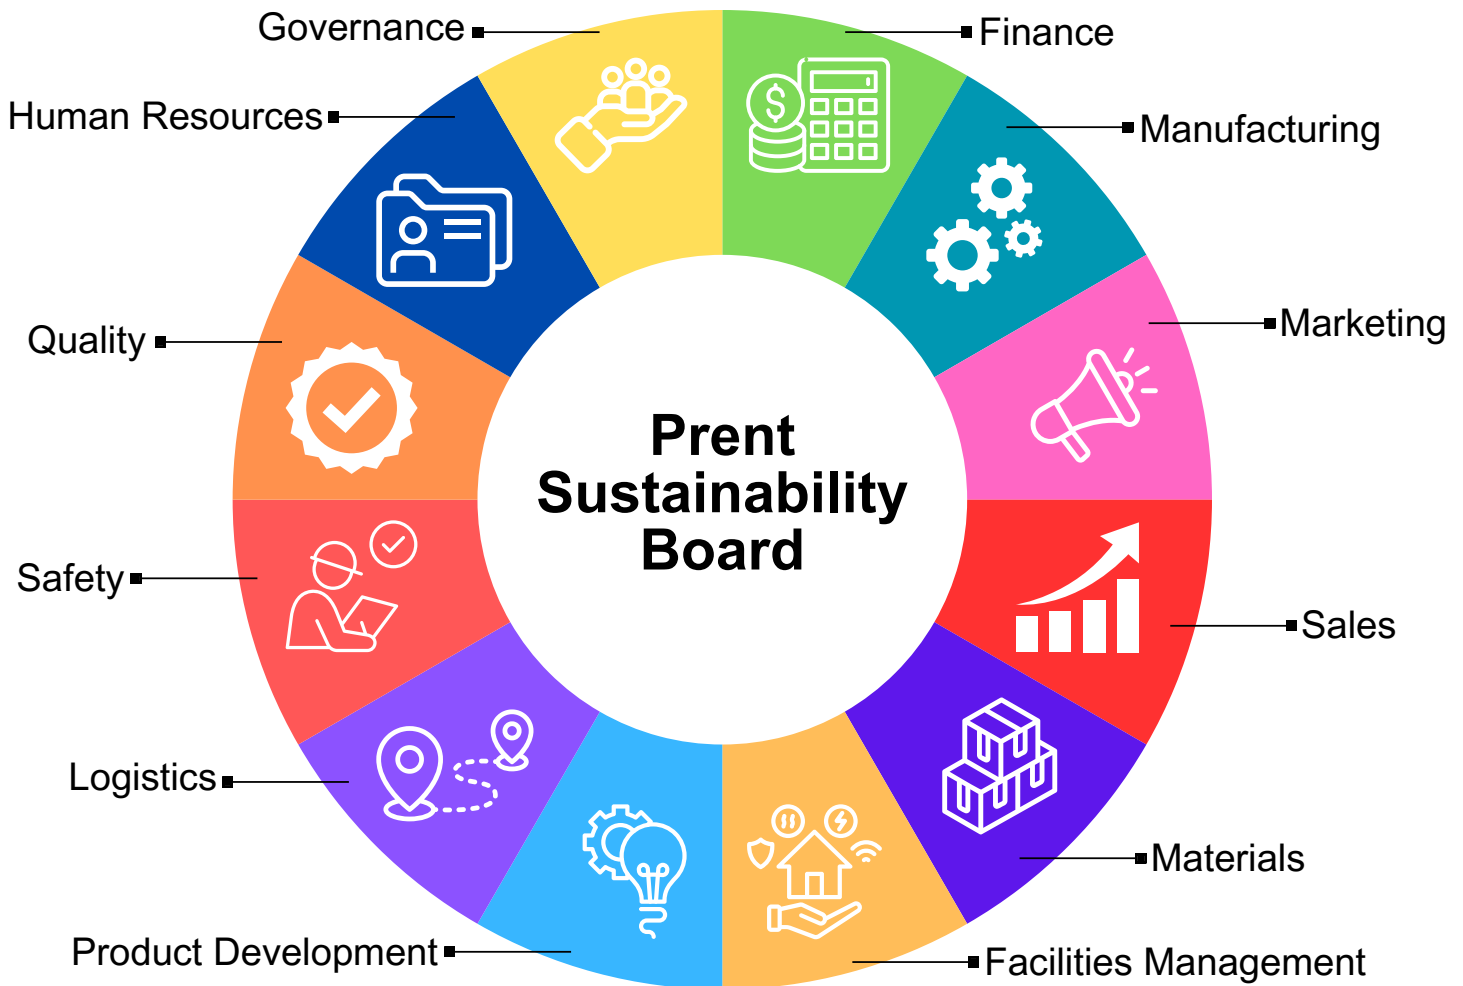 Governance
Finance
Human Resources
Manufacturing
Quality
Marketing
Prent
Sustainability
Board
Safety
Sales
Logistics
Materials
Product Development
Facilities Management
$